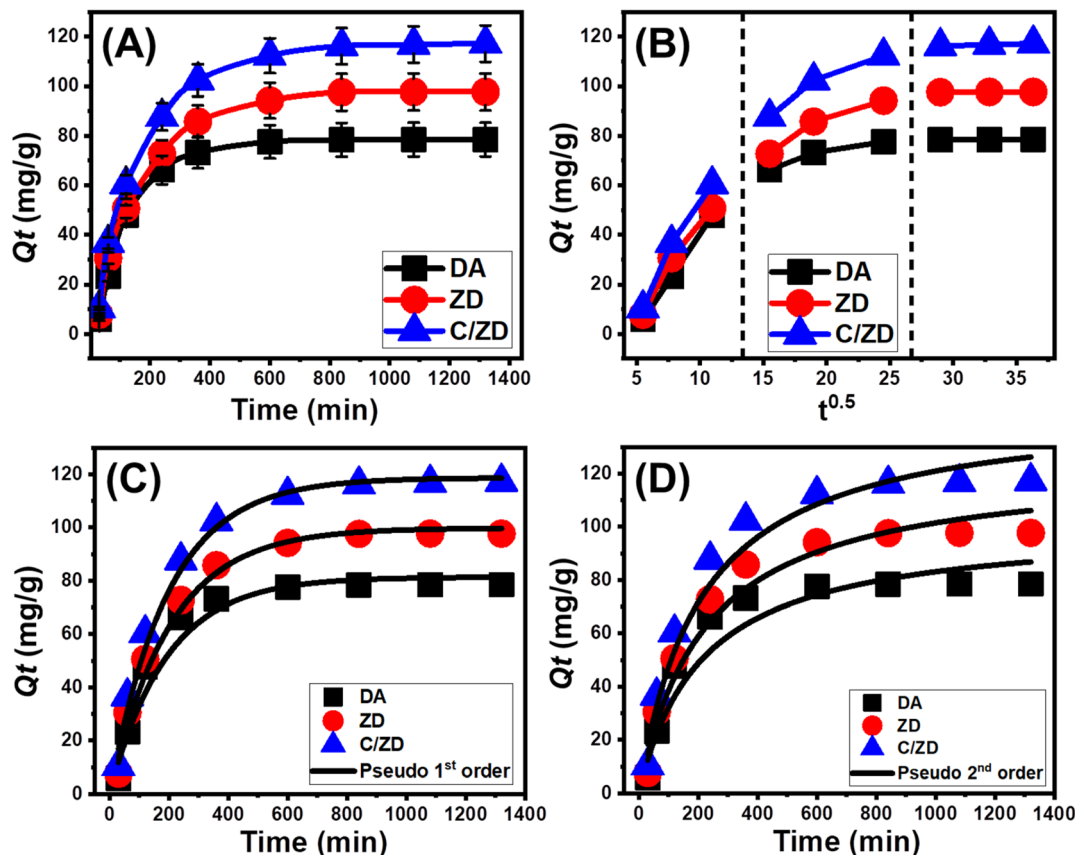 (A)
Qt (mg/g)
0
20
40
60
80
100
120
200 400 600 800 1000 1200 1400
Time (min)
DA
ZD
C/ZD
(B)
Qt (mg/g)
0
20
40
60
80
100
120
5 10 15 20 25 30 35
t^0.5
DA
ZD
C/ZD
(C)
Qt (mg/g)
0
20
40
60
80
100
120
0 200 400 600 800 1000 1200 1400
Time (min)
DA
ZD
C/ZD
Pseudo 1st order
(D)
Qt (mg/g)
0
20
40
60
80
100
120
0 200 400 600 800 1000 1200 1400
Time (min)
DA
ZD
C/ZD
Pseudo 2nd order